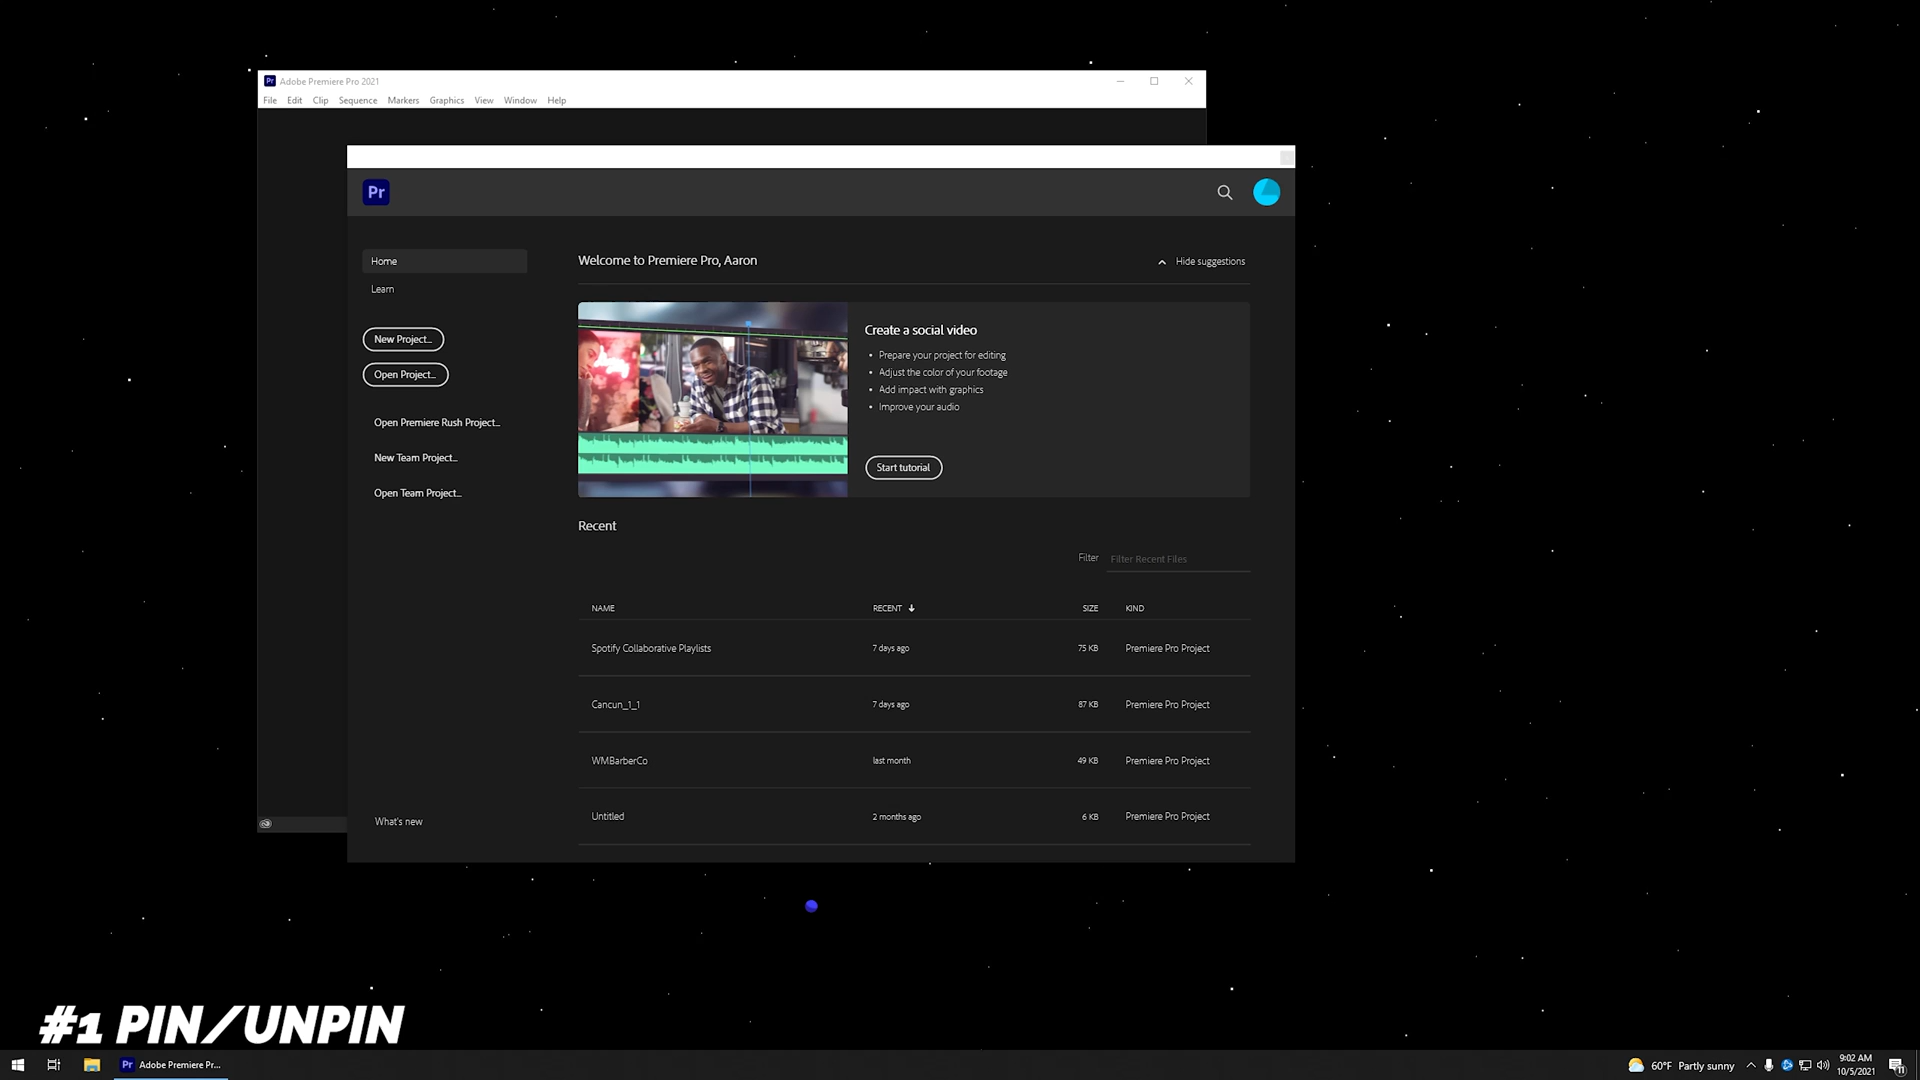 Pr Adobe Premiere Pro 2021
File Edit Clip Sequence Markers Graphics View Window Help
Pr
Home
Learn
New Project...
Open Project...
Open Premiere Rush Project...
New Team Project...
Open Team Project...
What's new
Welcome to Premiere Pro, Aaron
Hide suggestions
Create a social video
• Prepare your project for editing
• Adjust the color of your footage
• Add impact with graphics
• Improve your audio
Start tutorial
Recent
Filter Filter Recent Files
NAME RECENT SIZE KIND
Spotify Collaborative Playlists 7 days ago 75 KB Premiere Pro Project
Cancun_1_1 7 days ago 87 KB Premiere Pro Project
WMBarberCo last month 49 KB Premiere Pro Project
Untitled 2 months ago 6 KB Premiere Pro Project
#1 PIN/UNPIN
Pr Adobe Premiere Pr...
60°F Partly sunny
9:02 AM
10/5/2021
11